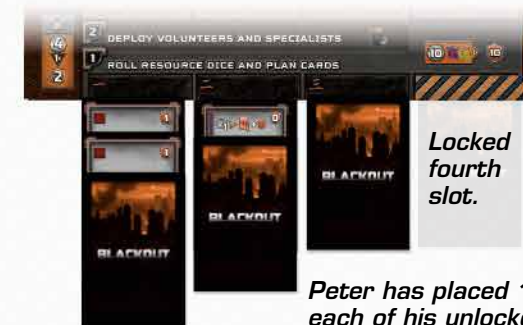 2 DEPLOY VOLUNTEERS AND SPECIALISTS
1 ROLL RESOURCE DICE AND PLAN CARDS
4
1
2
10
10
1
0
1
BLACKOUT
BLACKOUT
BLACKOUT
Locked
fourth
slot.
Peter has placed
each of his unlocke